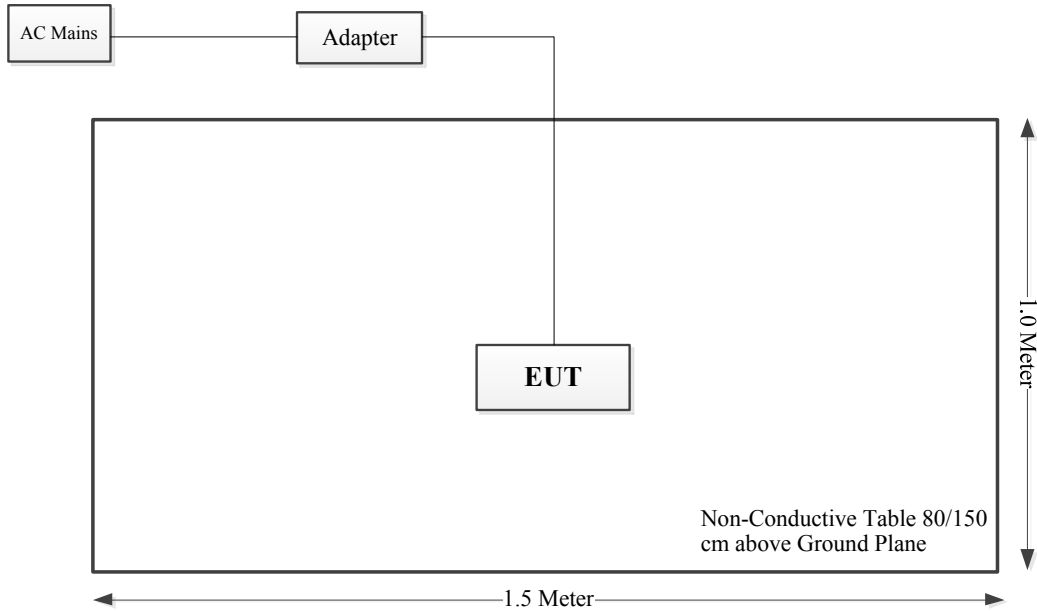 AC Mains
Adapter
EUT
1.0 Meter
Non-Conductive Table 80/150
cm above Ground Plane
1.5 Meter